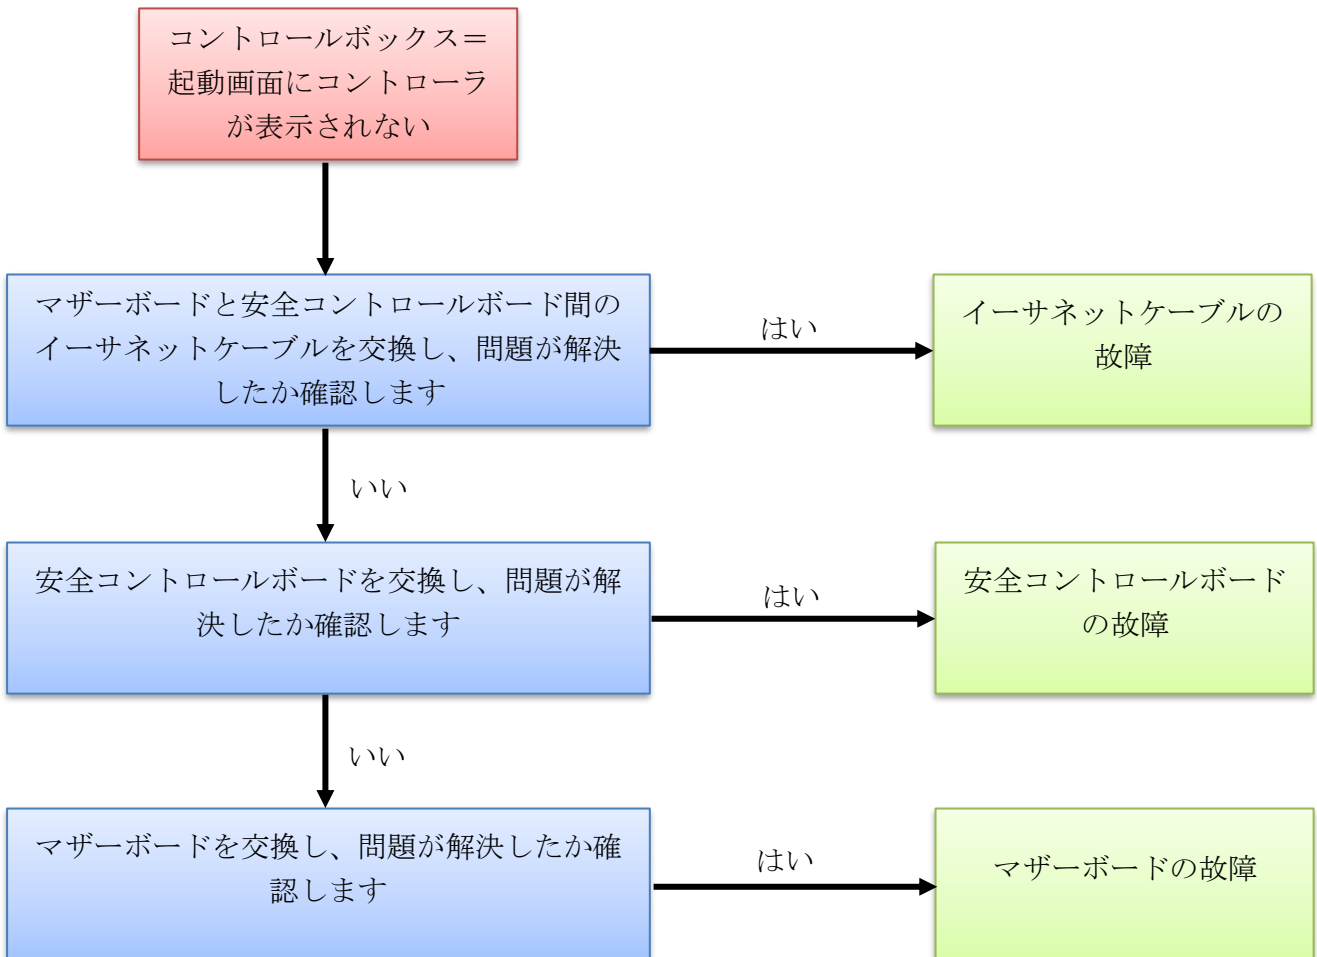 コントロールボックス＝
起動画面にコントローラ
が表示されない
マザーボードと安全コントロールボード間の
イーサネットケーブルを交換し、問題が解決
したか確認します
はい
イーサネットケーブルの
故障
いい
安全コントロールボードを交換し、問題が解
決したか確認します
はい
安全コントロールボード
の故障
いい
マザーボードを交換し、問題が解決したか確
認します
はい
マザーボードの故障